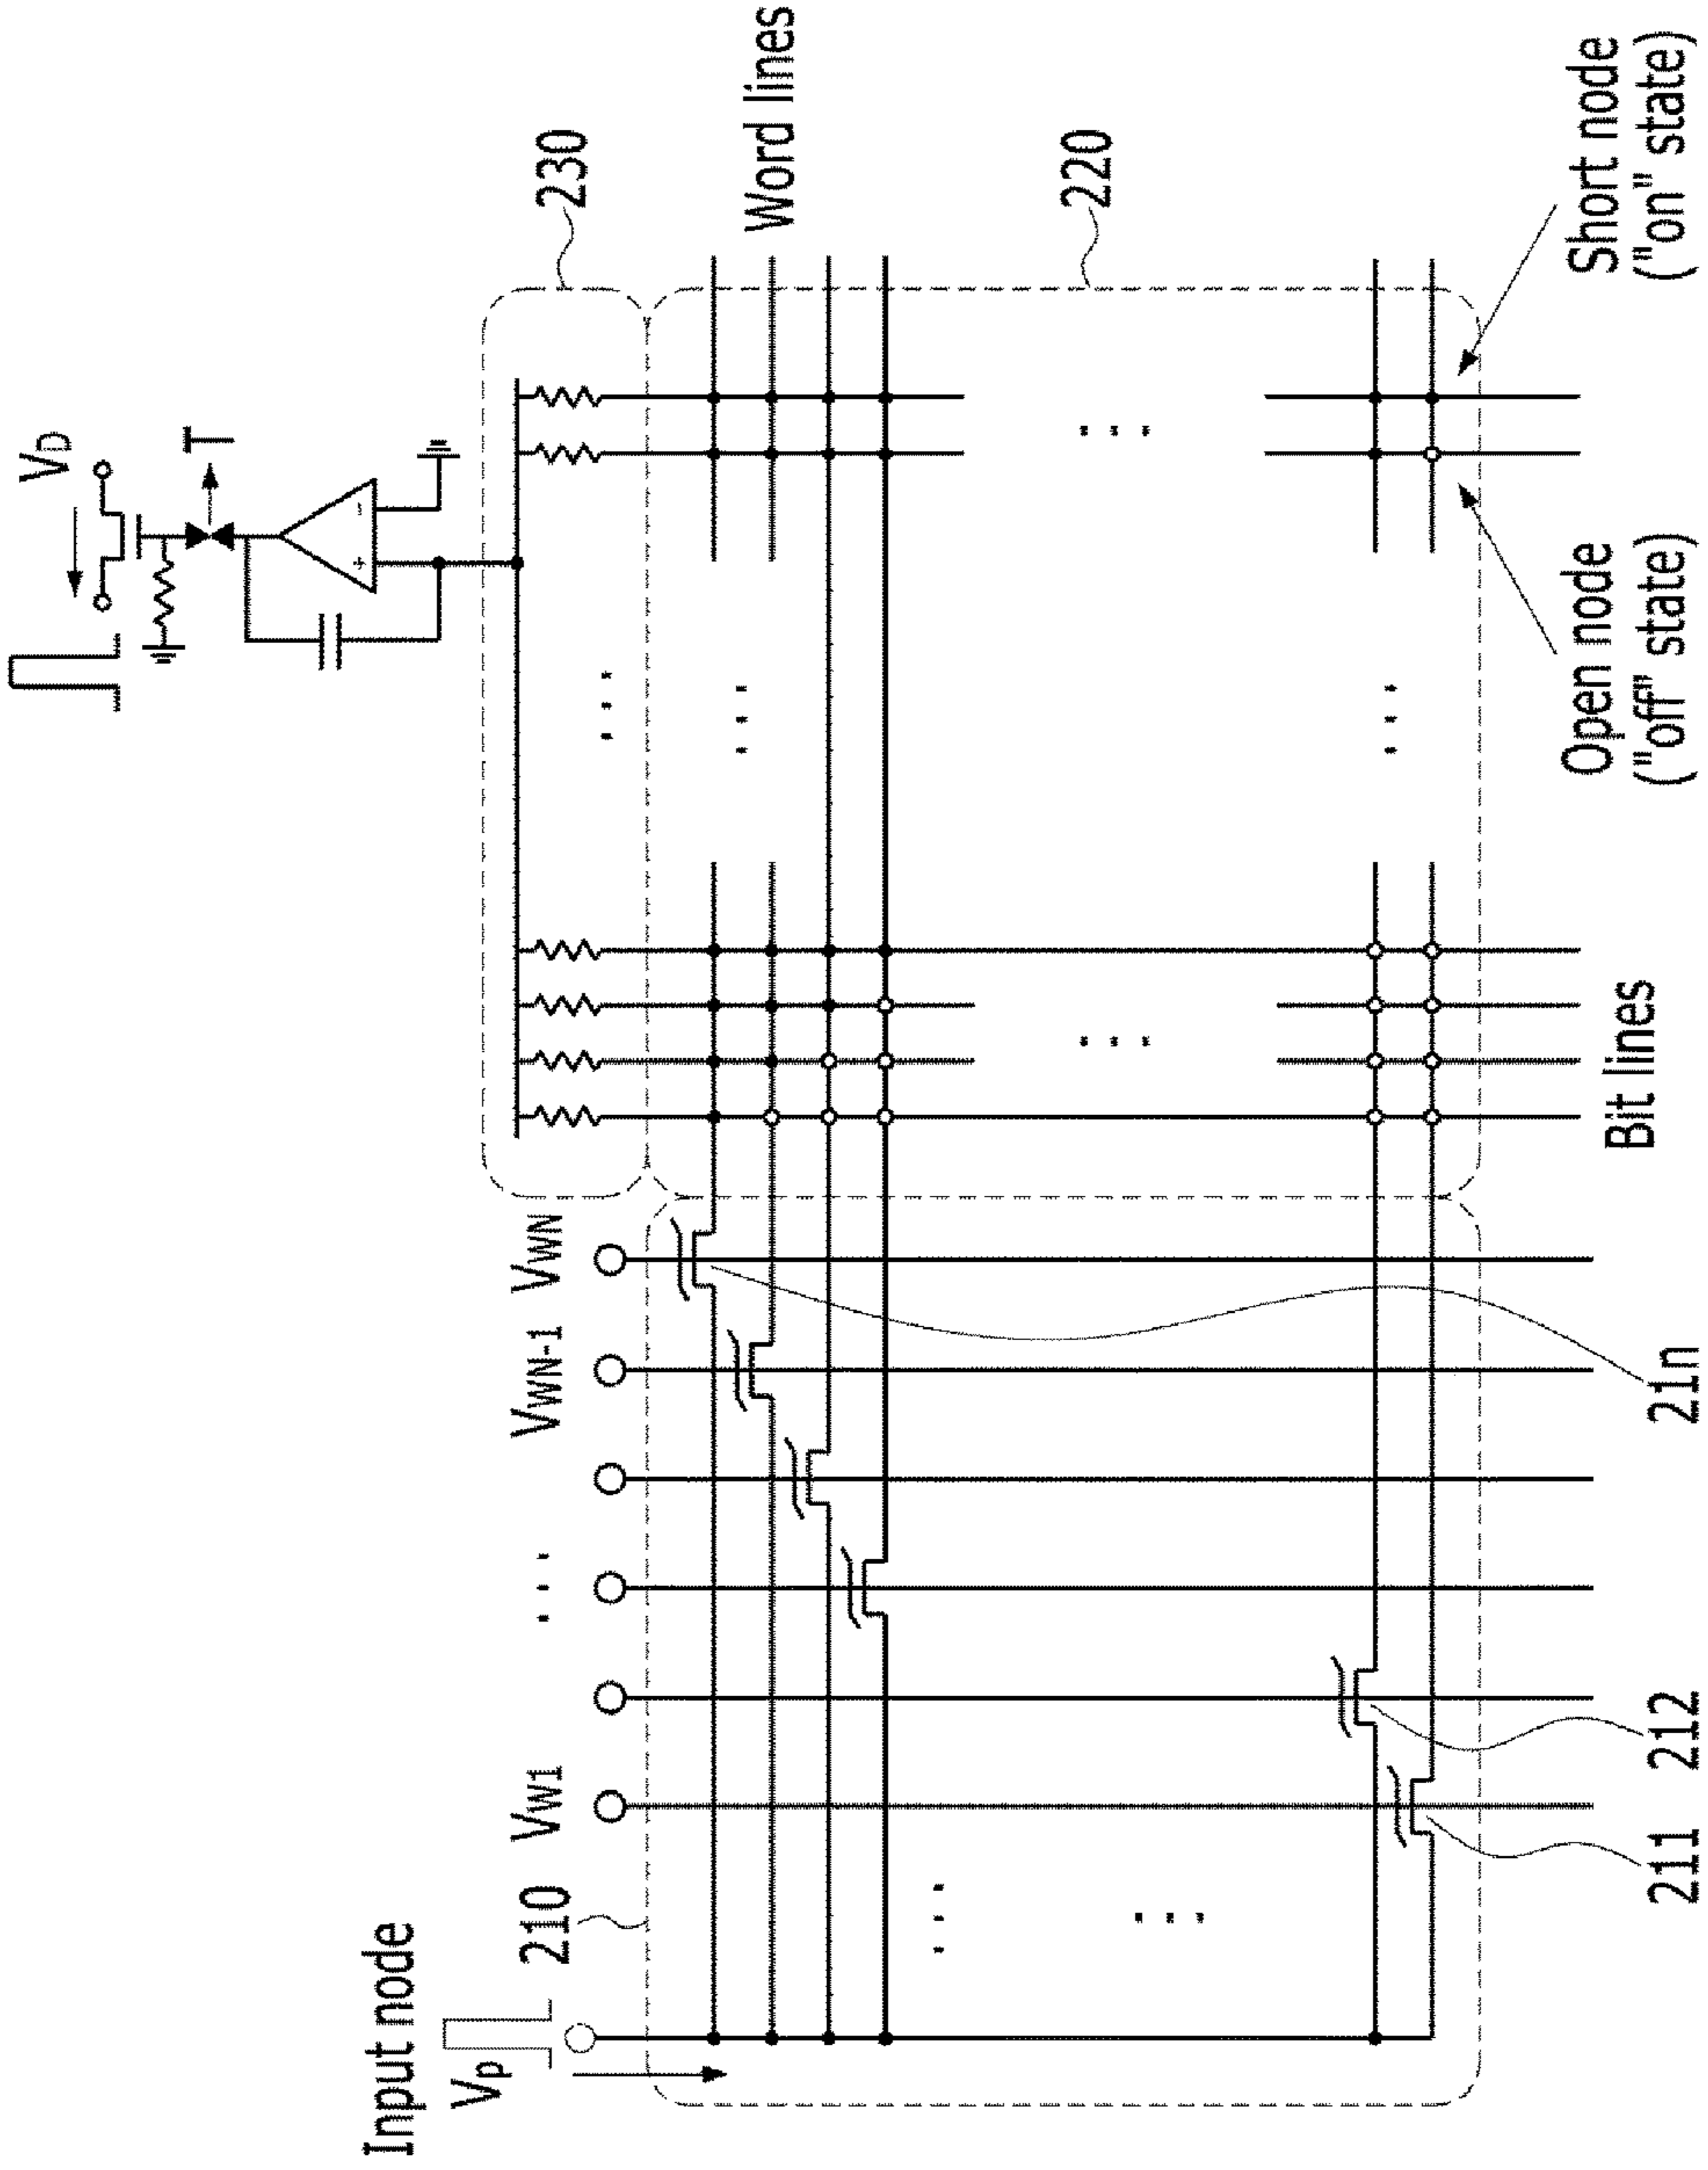 Input node
Vp
210
VW1
. . .
VWN-1
VWN
VD
T
+
-
230
Word lines
220
211
212
21n
Bit lines
Open node
("off" state)
Short node
("on" state)